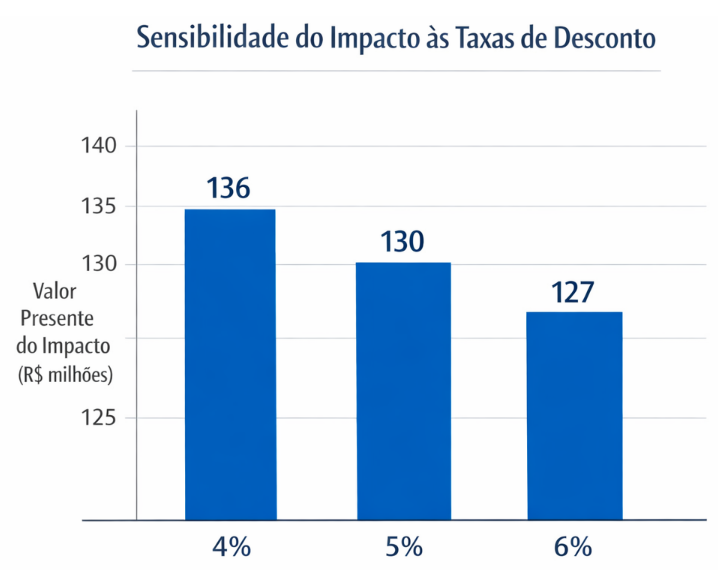 Sensibilidade do Impacto às Taxas de Desconto
140
135
130
125
Valor
Presente
do Impacto
(R$ milhões)
136
130
127
4%
5%
6%